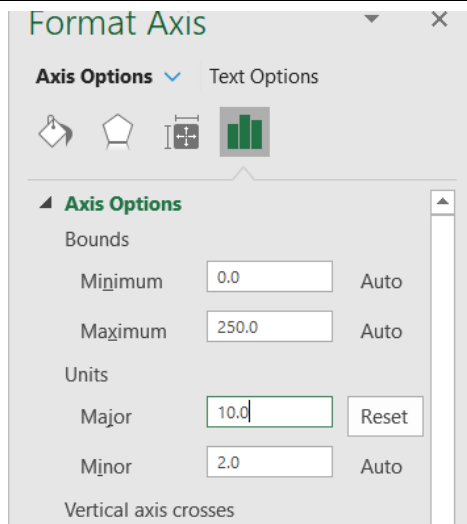 Format Axis
Axis Options Text Options
Axis Options
Bounds
Minimum 0.0 Auto
Maximum 250.0 Auto
Units
Major 10.0 Reset
Minor 2.0 Auto
Vertical axis crosses